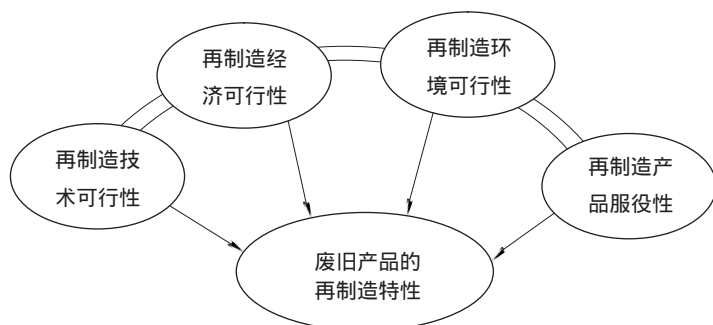 再制造经
济可行性
再制造环
境可行性
再制造技
术可行性
再制造产
品服役性
废旧产品的
再制造特性